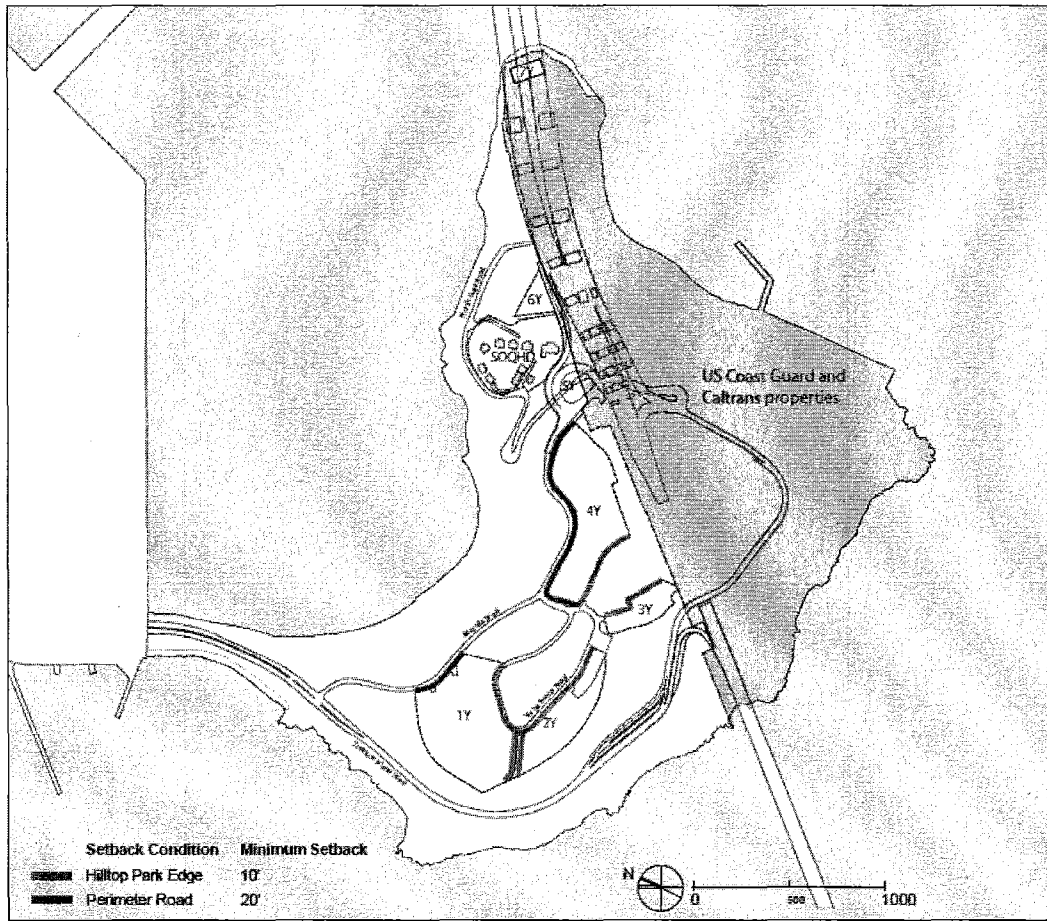 6Y
SOQHD
US Coast Guard and
Caltrans properties
4Y
3Y
1Y
2Y
Setback Condition Minimum Setback
Hilltop Park Edge 10'
Perimeter Road 20'
N
0 500 1000